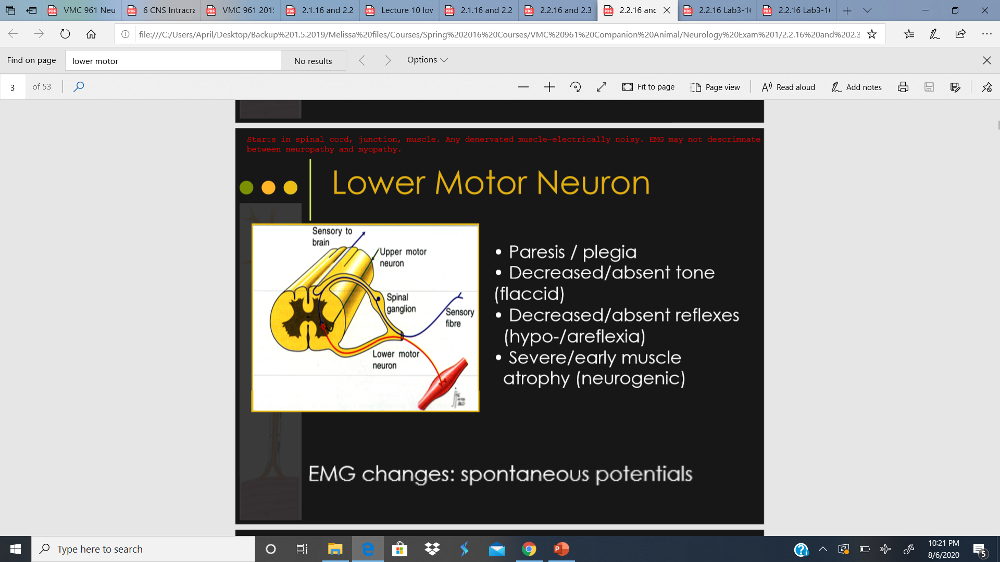 VMC 961 Neu
6 CNS Intracra
VMC 961 201
2.1.16 and 2.2
Lecture 10 lov
2.1.16 and 2.2
2.2.16 and 2.3
2.2.16 anc
2.2.16 Lab3-1
2.2.16 Lab3-1
file:///C:/Users/April/Desktop/Backup%201.5.2019/Melissa%20files/Courses/Spring%202016%20Courses/VMC%20961%20Companion%20Animal/Neurology%20Exam%201/2.2.16%20and%202.3
Find on page
lower motor
No results
Options
3
of 53
Fit to page
Page view
Read aloud
Add notes
Starts in spinal cord, junction, muscle. Any denervated muscle-electrically noisy. EMG may not descrimnate
between neuropathy and myopathy.
Lower Motor Neuron
Sensory to
brain
Upper motor
neuron
Spinal
ganglion
Sensory
fibre
Lower motor
neuron
• Paresis / plegia
• Decreased/absent tone
(flaccid)
• Decreased/absent reflexes
(hypo-/areflexia)
• Severe/early muscle
atrophy (neurogenic)
EMG changes: spontaneous potentials
Type here to search
10:21 PM
8/6/2020
5